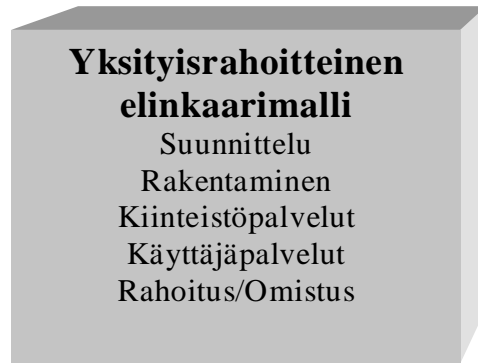 Yksityisrahoitteinen
elinkaarimalli
Suunnittelu
Rakentaminen
Kiinteistöpalvelut
Käyttäjäpalvelut
Rahoitus/Omistus